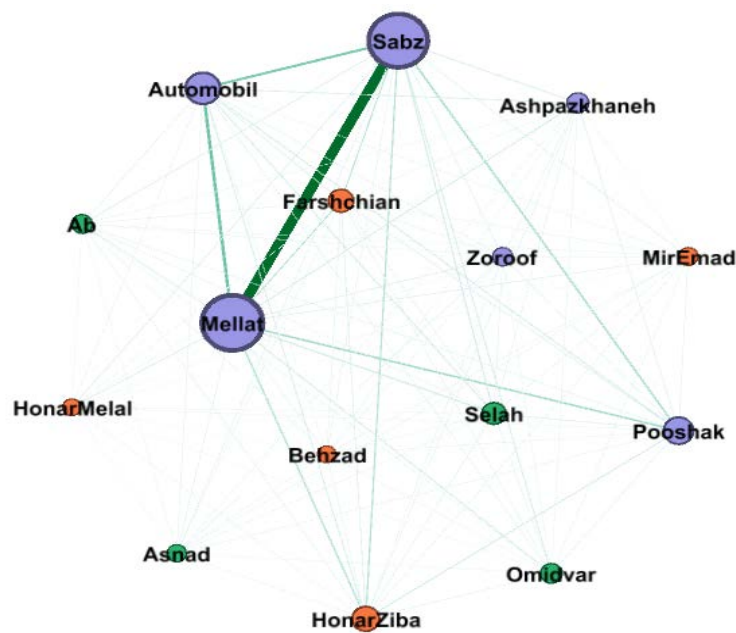 Sabz
Automobil
Ashpazkhaneh
Farshchian
Ab
Zoroof
MirEmad
Mellat
HonarMelal
Selah
Pooshak
Behzad
Asnad
Omidvar
HonarZiba